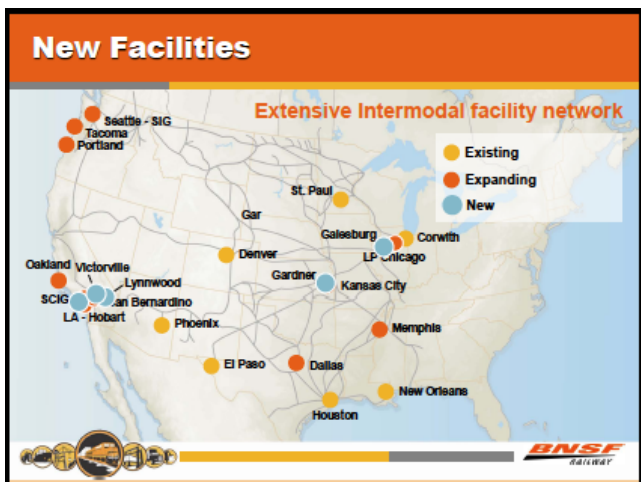 New Facilities
Extensive Intermodal facility network
Existing
Expanding
New
Seattle - SIG
Tacoma
Portland
St. Paul
Gar
Galesburg
Corwith
LP Chicago
Denver
Gardner
Kansas City
Oakland
Victorville
Lynnwood
SCIG
San Bernardino
LA - Hobart
Phoenix
Memphis
El Paso
Dallas
New Orleans
Houston
BNSF
RAILWAY